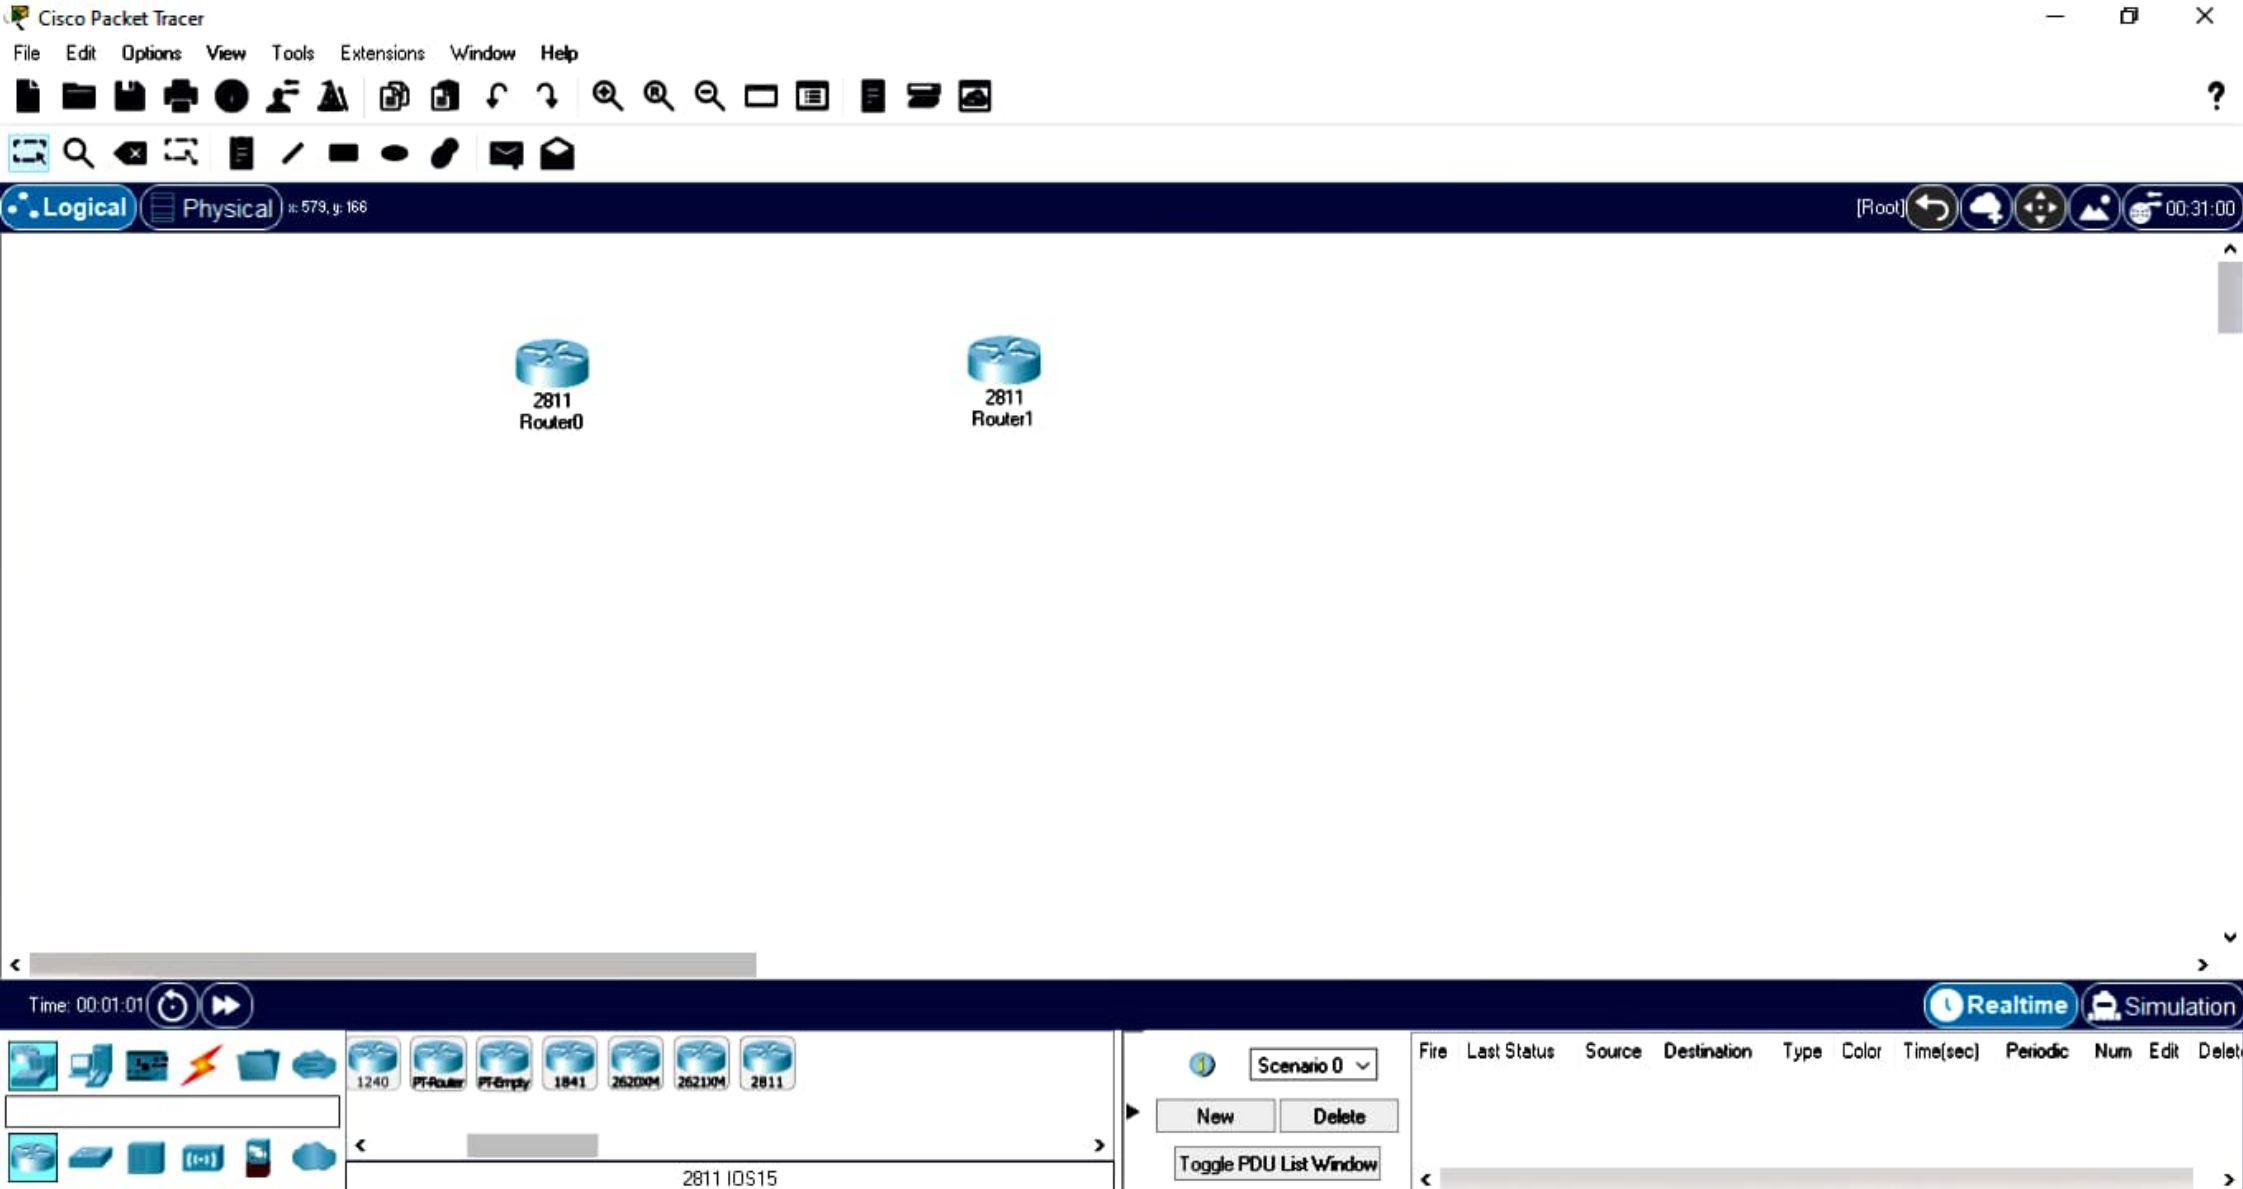 Cisco Packet Tracer
File Edit Options View Tools Extensions Window Help
?
Logical Physical x: 579, y: 166 [Root] 00:31:00
2811
Router0
2811
Router1
Time: 00:01:01 Realtime Simulation
1240 PT-Router PT-Empty 1841 2620XM 2621XM 2811
2811 IOS15
Scenario 0
New Delete
Toggle PDU List Window
Fire Last Status Source Destination Type Color Time(sec) Periodic Num Edit Delet